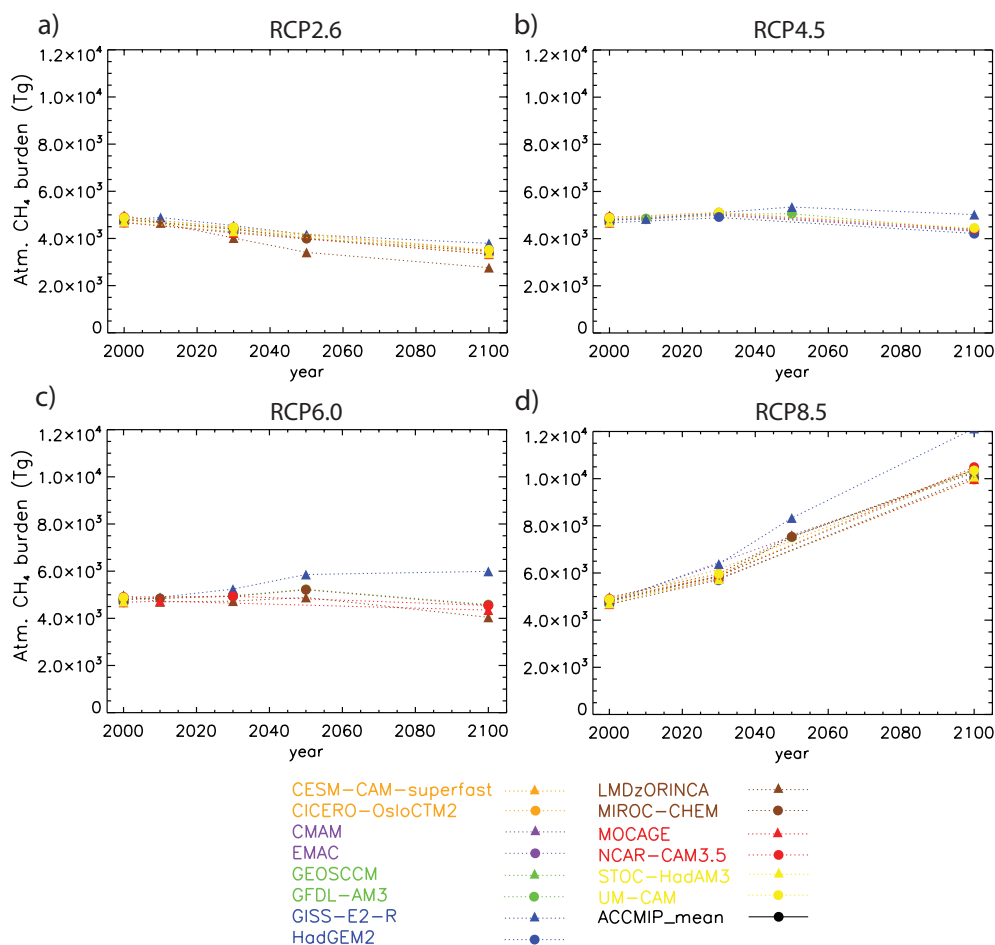 a) RCP2.6
b) RCP4.5
Atm. CH₄ burden (Tg)
1.2×10⁴
1.0×10⁴
8.0×10³
6.0×10³
4.0×10³
2.0×10³
0
2000 2020 2040 2060 2080 2100
year
1.2×10⁴
1.0×10⁴
8.0×10³
6.0×10³
4.0×10³
2.0×10³
0
2000 2020 2040 2060 2080 2100
year
c) RCP6.0
d) RCP8.5
Atm. CH₄ burden (Tg)
1.2×10⁴
1.0×10⁴
8.0×10³
6.0×10³
4.0×10³
2.0×10³
0
2000 2020 2040 2060 2080 2100
year
1.2×10⁴
1.0×10⁴
8.0×10³
6.0×10³
4.0×10³
2.0×10³
0
2000 2020 2040 2060 2080 2100
year
CESM−CAM−superfast
CICERO−OsloCTM2
CMAM
EMAC
GEOSCCM
GFDL−AM3
GISS−E2−R
HadGEM2
LMDzORINCA
MIROC−CHEM
MOCAGE
NCAR−CAM3.5
STOC−HadAM3
UM−CAM
ACCMIP_mean